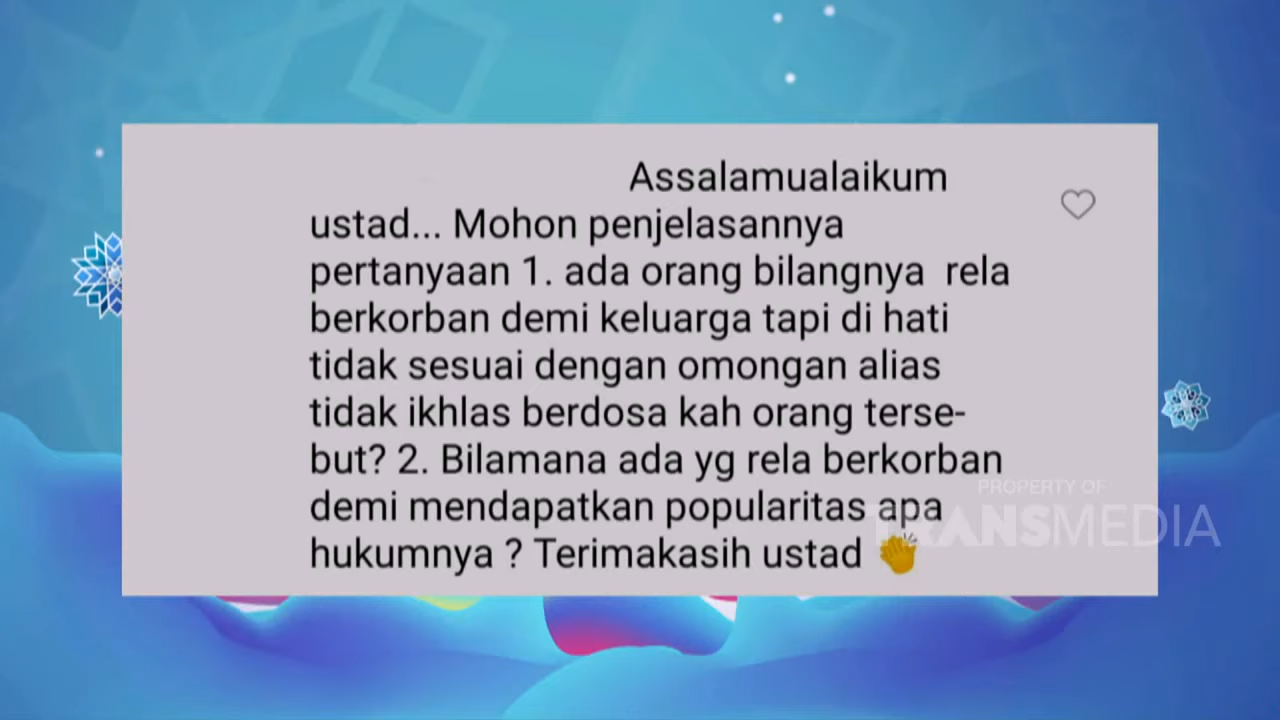 Assalamualaikum
ustad... Mohon penjelasannya
pertanyaan 1. ada orang bilangnya rela
berkorban demi keluarga tapi di hati
tidak sesuai dengan omongan alias
tidak ikhlas berdosa kah orang terse-
but? 2. Bilamana ada yg rela berkorban
demi mendapatkan popularitas apa
hukumnya ? Terimakasih ustad 👏
PROPERTY OF
TRANSMEDIA